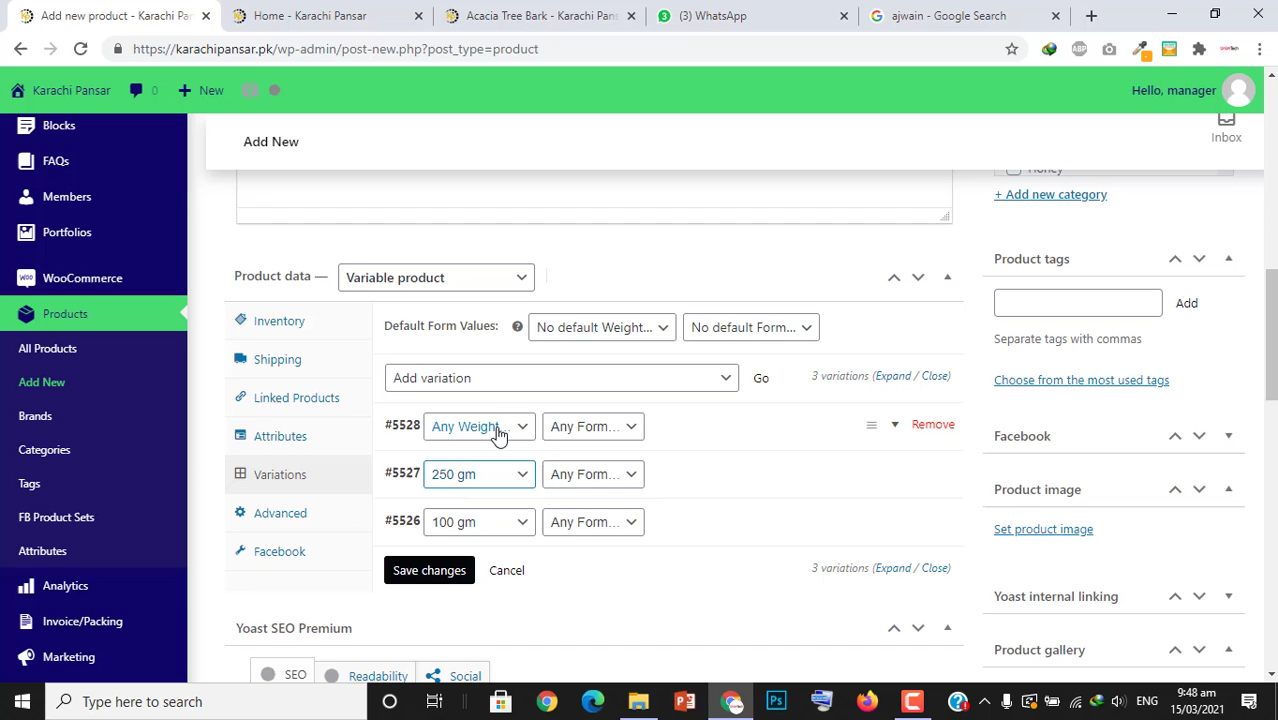 Add new product - Karachi Pans
Home - Karachi Pansar
Acacia Tree Bark - Karachi Pans
(3) WhatsApp
ajwain - Google Search
https://karachipansar.pk/wp-admin/post-new.php?post_type=product
Karachi Pansar
0
New
Hello, manager
Blocks
FAQs
Members
Portfolios
WooCommerce
Products
All Products
Add New
Brands
Categories
Tags
FB Product Sets
Attributes
Analytics
Invoice/Packing
Marketing
Add New
Inbox
Product data — Variable product
Inventory
Shipping
Linked Products
Attributes
Variations
Advanced
Facebook
Default Form Values: No default Weight... No default Form...
Add variation
Go
3 variations (Expand / Close)
#5528 Any Weight... Any Form... Remove
#5527 250 gm Any Form...
#5526 100 gm Any Form...
Save changes
Cancel
3 variations (Expand / Close)
Yoast SEO Premium
SEO
Readability
Social
Honey
+ Add new category
Product tags
Add
Separate tags with commas
Choose from the most used tags
Facebook
Product image
Set product image
Yoast internal linking
Product gallery
Type here to search
ENG
9:48 am
15/03/2021